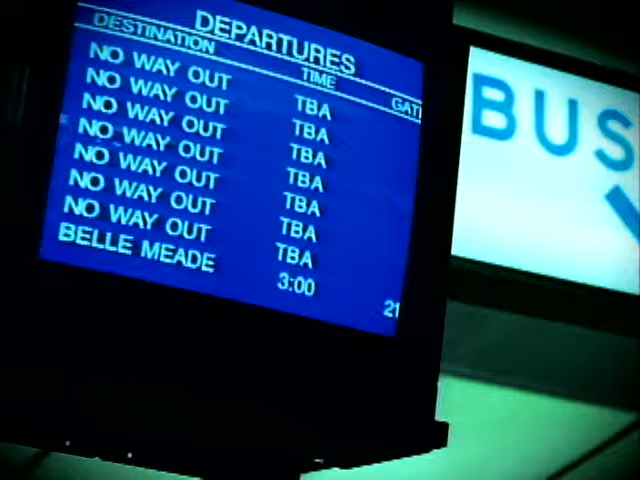 DEPARTURES
DESTINATION TIME GAT
NO WAY OUT TBA
NO WAY OUT TBA
NO WAY OUT TBA
NO WAY OUT TBA
NO WAY OUT TBA
NO WAY OUT TBA
NO WAY OUT TBA
BELLE MEADE 3:00 21
BUS